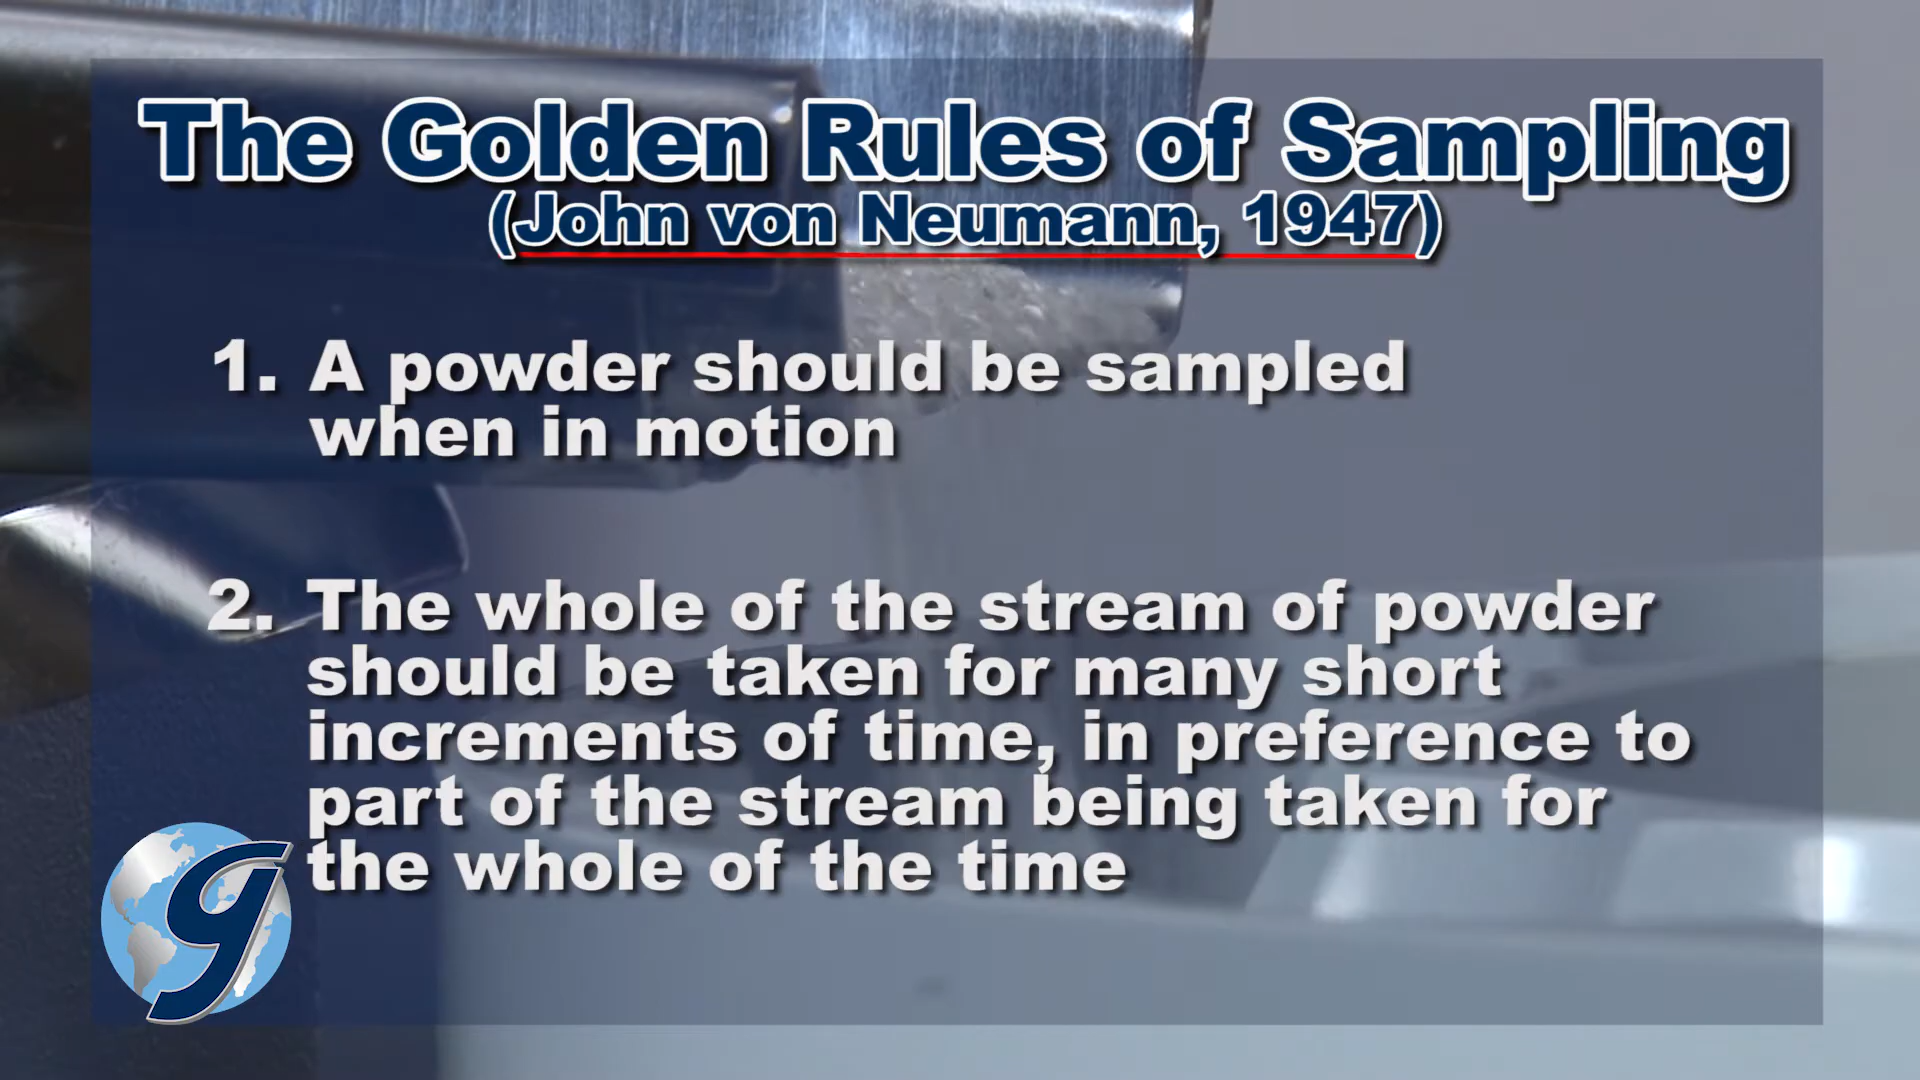 The Golden Rules of Sampling
(John von Neumann, 1947)
1. A powder should be sampled
when in motion
2. The whole of the stream of powder
should be taken for many short
increments of time, in preference to
part of the stream being taken for
the whole of the time
g